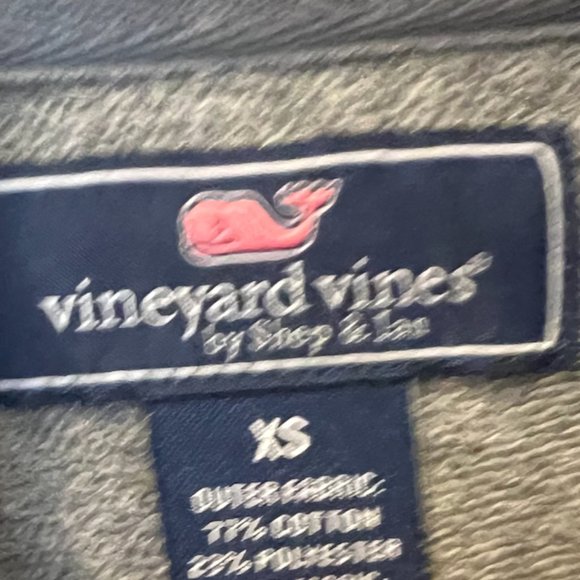 vineyard vines®
by Shep & Ian
XS
OUTER FABRIC:
77% COTTON
23% POLYESTER